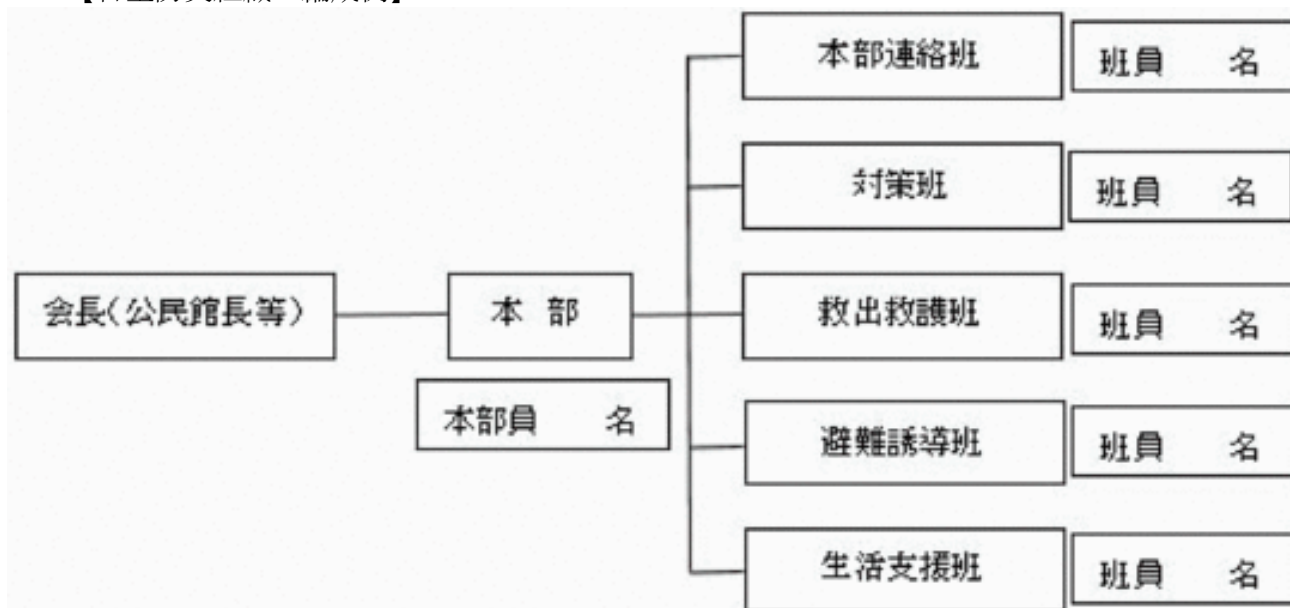 本部連絡班 班員 名
対策班 班員 名
会長(公民館長等) 本 部 救出救護班 班員 名
本部員 名
避難誘導班 班員 名
生活支援班 班員 名